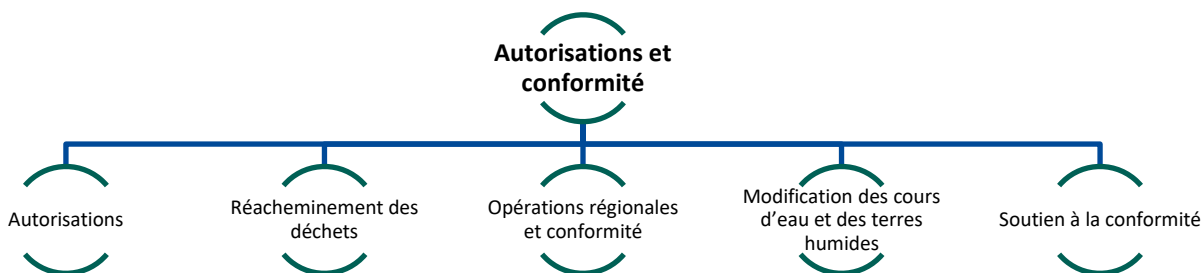 Autorisations et
conformité
Autorisations
Réacheminement des
déchets
Opérations régionales
et conformité
Modification des cours
d’eau et des terres
humides
Soutien à la conformité